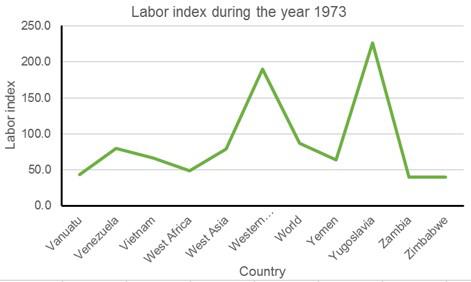 Labor index during the year 1973
250.0
200.0
150.0
100.0
50.0
0.0
Labor index
Vanuatu
Venezuela
Vietnam
West Africa
West Asia
Western...
World
Yemen
Yugoslavia
Zambia
Zimbabwe
Country